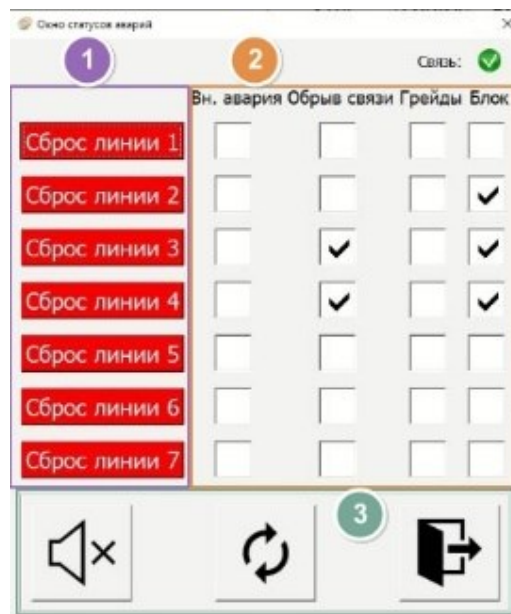 Окно статусов аварий
1
2
Связь:
Вн. авария Обрыв связи Грейды Блок
Сброс линии 1
Сброс линии 2
Сброс линии 3
Сброс линии 4
Сброс линии 5
Сброс линии 6
Сброс линии 7
3